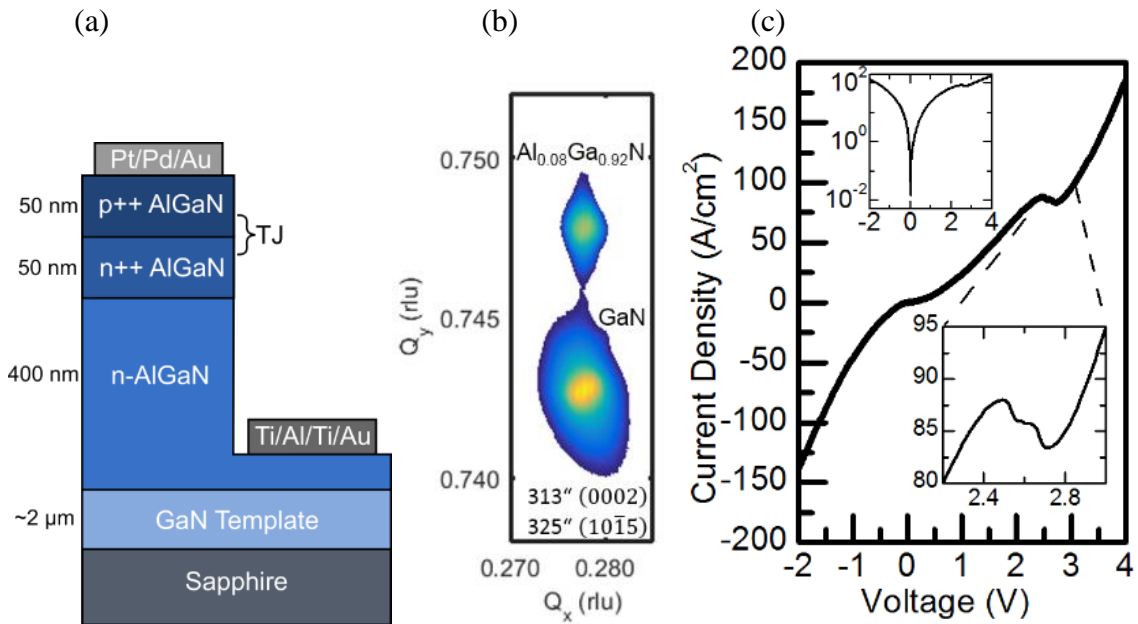 (a)
(b)
(c)
Pt/Pd/Au
50 nm
p++ AlGaN
TJ
50 nm
n++ AlGaN
400 nm
n-AlGaN
Ti/Al/Ti/Au
~2 µm
GaN Template
Sapphire
0.750
0.745
0.740
Q_y (rlu)
Al₀.₀₈Ga₀.₉₂N
GaN
313“ (0002)
325“ (101̄5)
0.270 0.280
Qₓ (rlu)
Current Density (A/cm²)
200
150
100
50
0
-50
-100
-150
-200
10²
10⁰
10⁻²
-2 0 2 4
95
90
85
80
2.4 2.8
-2 -1 0 1 2 3 4
Voltage (V)